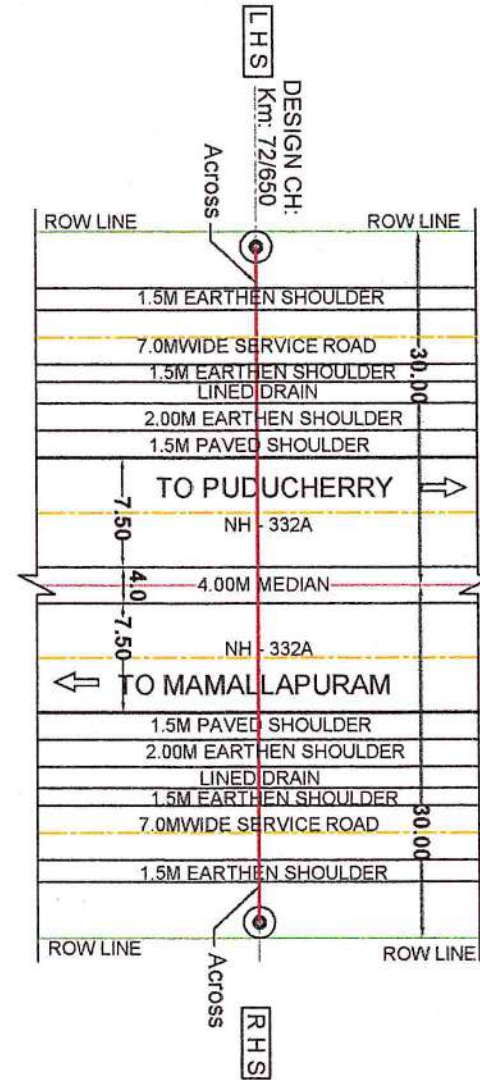 LHS
DESIGN CH:
Km: 72/650
Across
ROW LINE
ROW LINE
1.5M EARTHEN SHOULDER
7.0MWIDE SERVICE ROAD
1.5M EARTHEN SHOULDER
LINED DRAIN
2.00M EARTHEN SHOULDER
1.5M PAVED SHOULDER
30.00
TO PUDUCHERRY
7.50
NH - 332A
4.0
4.00M MEDIAN
7.50
NH - 332A
TO MAMALLAPURAM
1.5M PAVED SHOULDER
2.00M EARTHEN SHOULDER
LINED DRAIN
1.5M EARTHEN SHOULDER
30.00
7.0MWIDE SERVICE ROAD
1.5M EARTHEN SHOULDER
ROW LINE
ROW LINE
Across
RHS